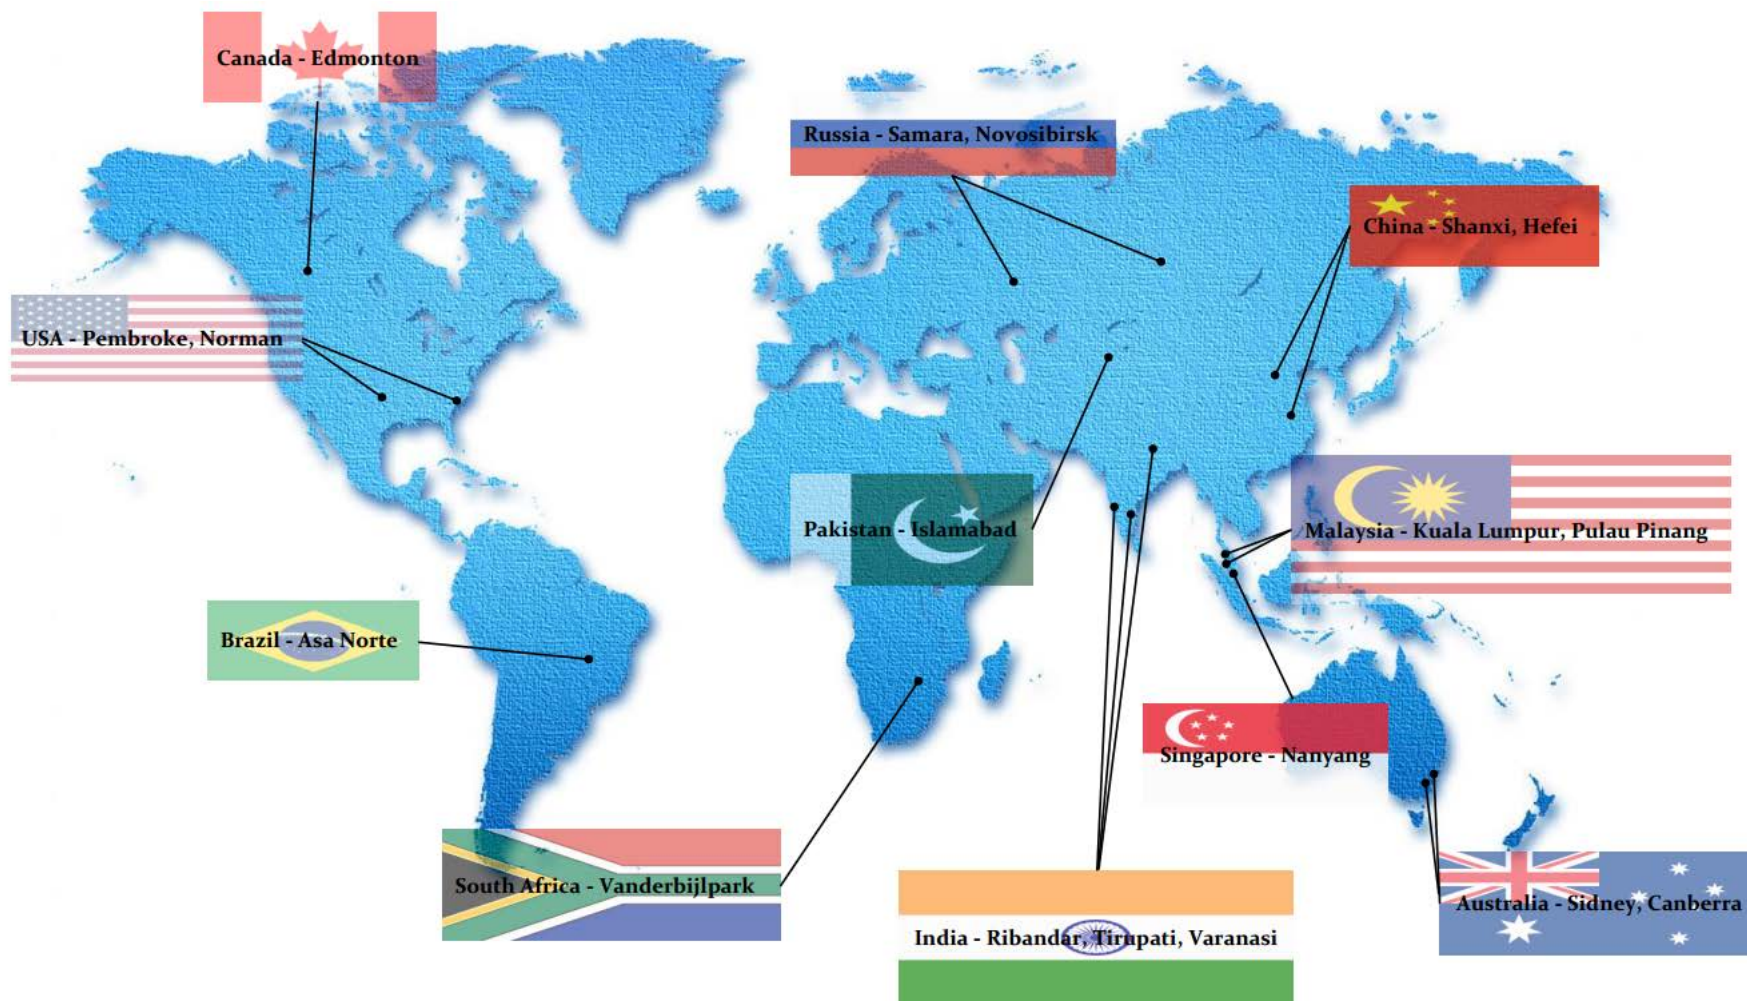 Canada - Edmonton
Russia - Samara, Novosibirsk
China - Shanxi, Hefei
USA - Pembroke, Norman
Pakistan - Islamabad
Malaysia - Kuala Lumpur, Pulau Pinang
Brazil - Asa Norte
Singapore - Nanyang
South Africa - Vanderbijlpark
Australia - Sidney, Canberra
India - Ribandar, Tirupati, Varanasi